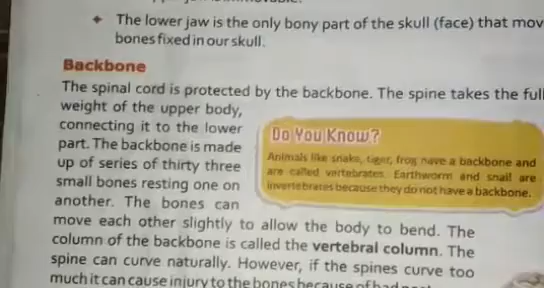 ✦ The lower jaw is the only bony part of the skull (face) that mov
bones fixed in our skull.
Backbone
The spinal cord is protected by the backbone. The spine takes the full
weight of the upper body,
connecting it to the lower
part. The backbone is made
up of series of thirty three
small bones resting one on
another. The bones can
Do You Know?
Animals like snake, tiger, frog have a backbone and
are called vertebrates. Earthworm and snail are
invertebrates because they do not have a backbone.
move each other slightly to allow the body to bend. The
column of the backbone is called the vertebral column. The
spine can curve naturally. However, if the spines curve too
much it can cause injury to the bones because of